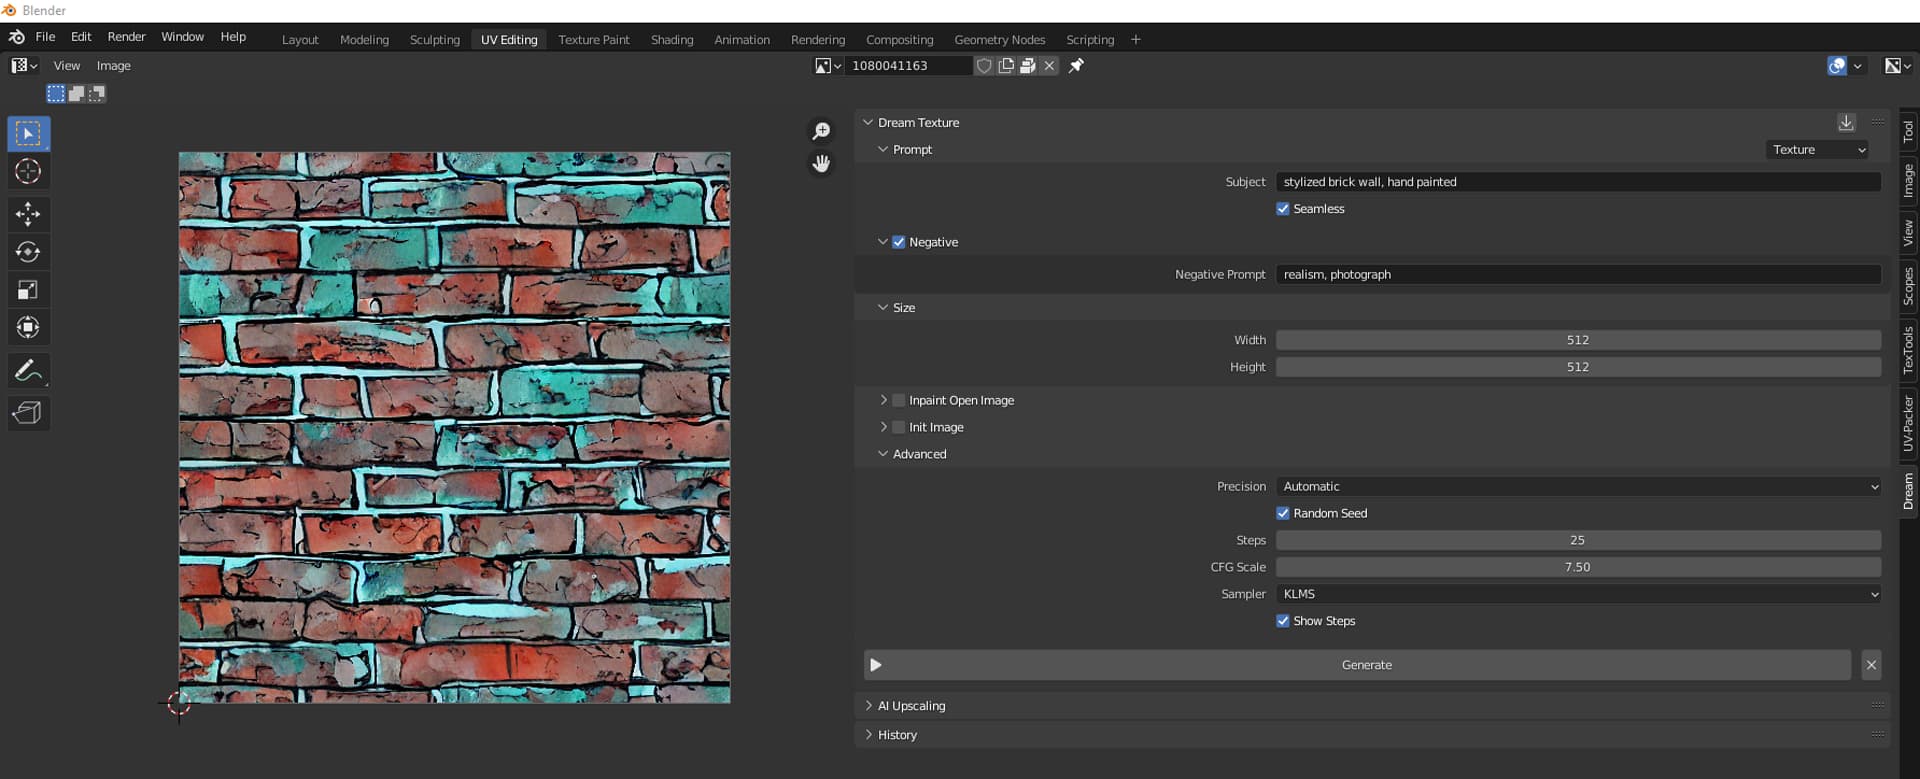 Blender
File Edit Render Window Help Layout Modeling Sculpting UV Editing Texture Paint Shading Animation Rendering Compositing Geometry Nodes Scripting +
View Image 1080041163
Dream Texture
Prompt Texture
Subject stylized brick wall, hand painted
Seamless
Negative
Negative Prompt realism, photograph
Size
Width 512
Height 512
Inpaint Open Image
Init Image
Advanced
Precision Automatic
Random Seed
Steps 25
CFG Scale 7.50
Sampler KLMS
Show Steps
Generate
AI Upscaling
History
Tool
Image
View
Scopes
TexTools
UV-Packer
Dream